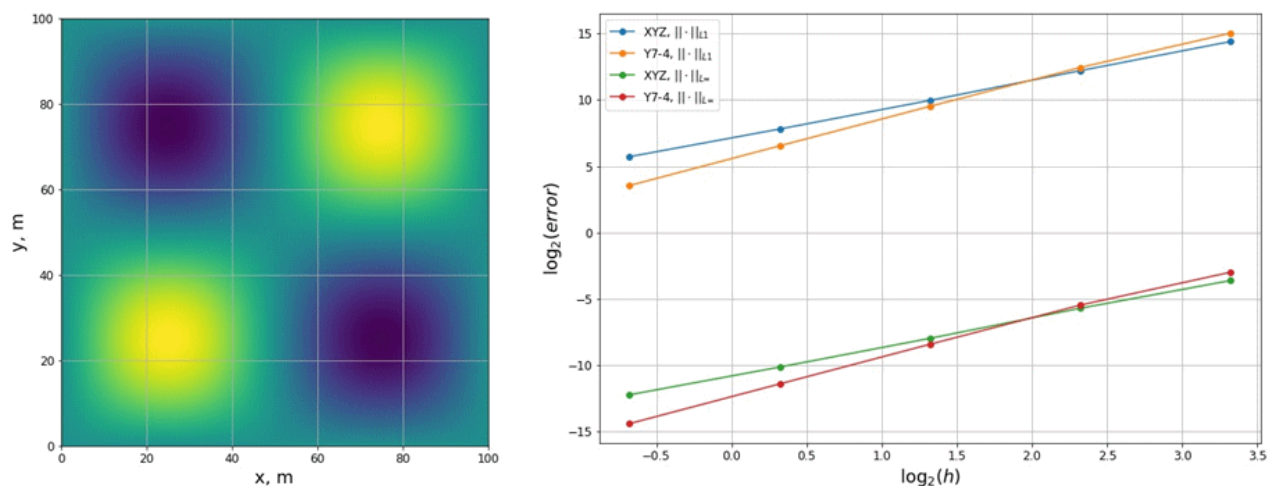 100
80
60
40
20
0
y, m
0 20 40 60 80 100
x, m
15
10
5
0
−5
−10
−15
log₂(error)
XYZ, ||·||L1
Y7-4, ||·||L1
XYZ, ||·||L∞
Y7-4, ||·||L∞
−0.5 0.0 0.5 1.0 1.5 2.0 2.5 3.0 3.5
log₂(h)